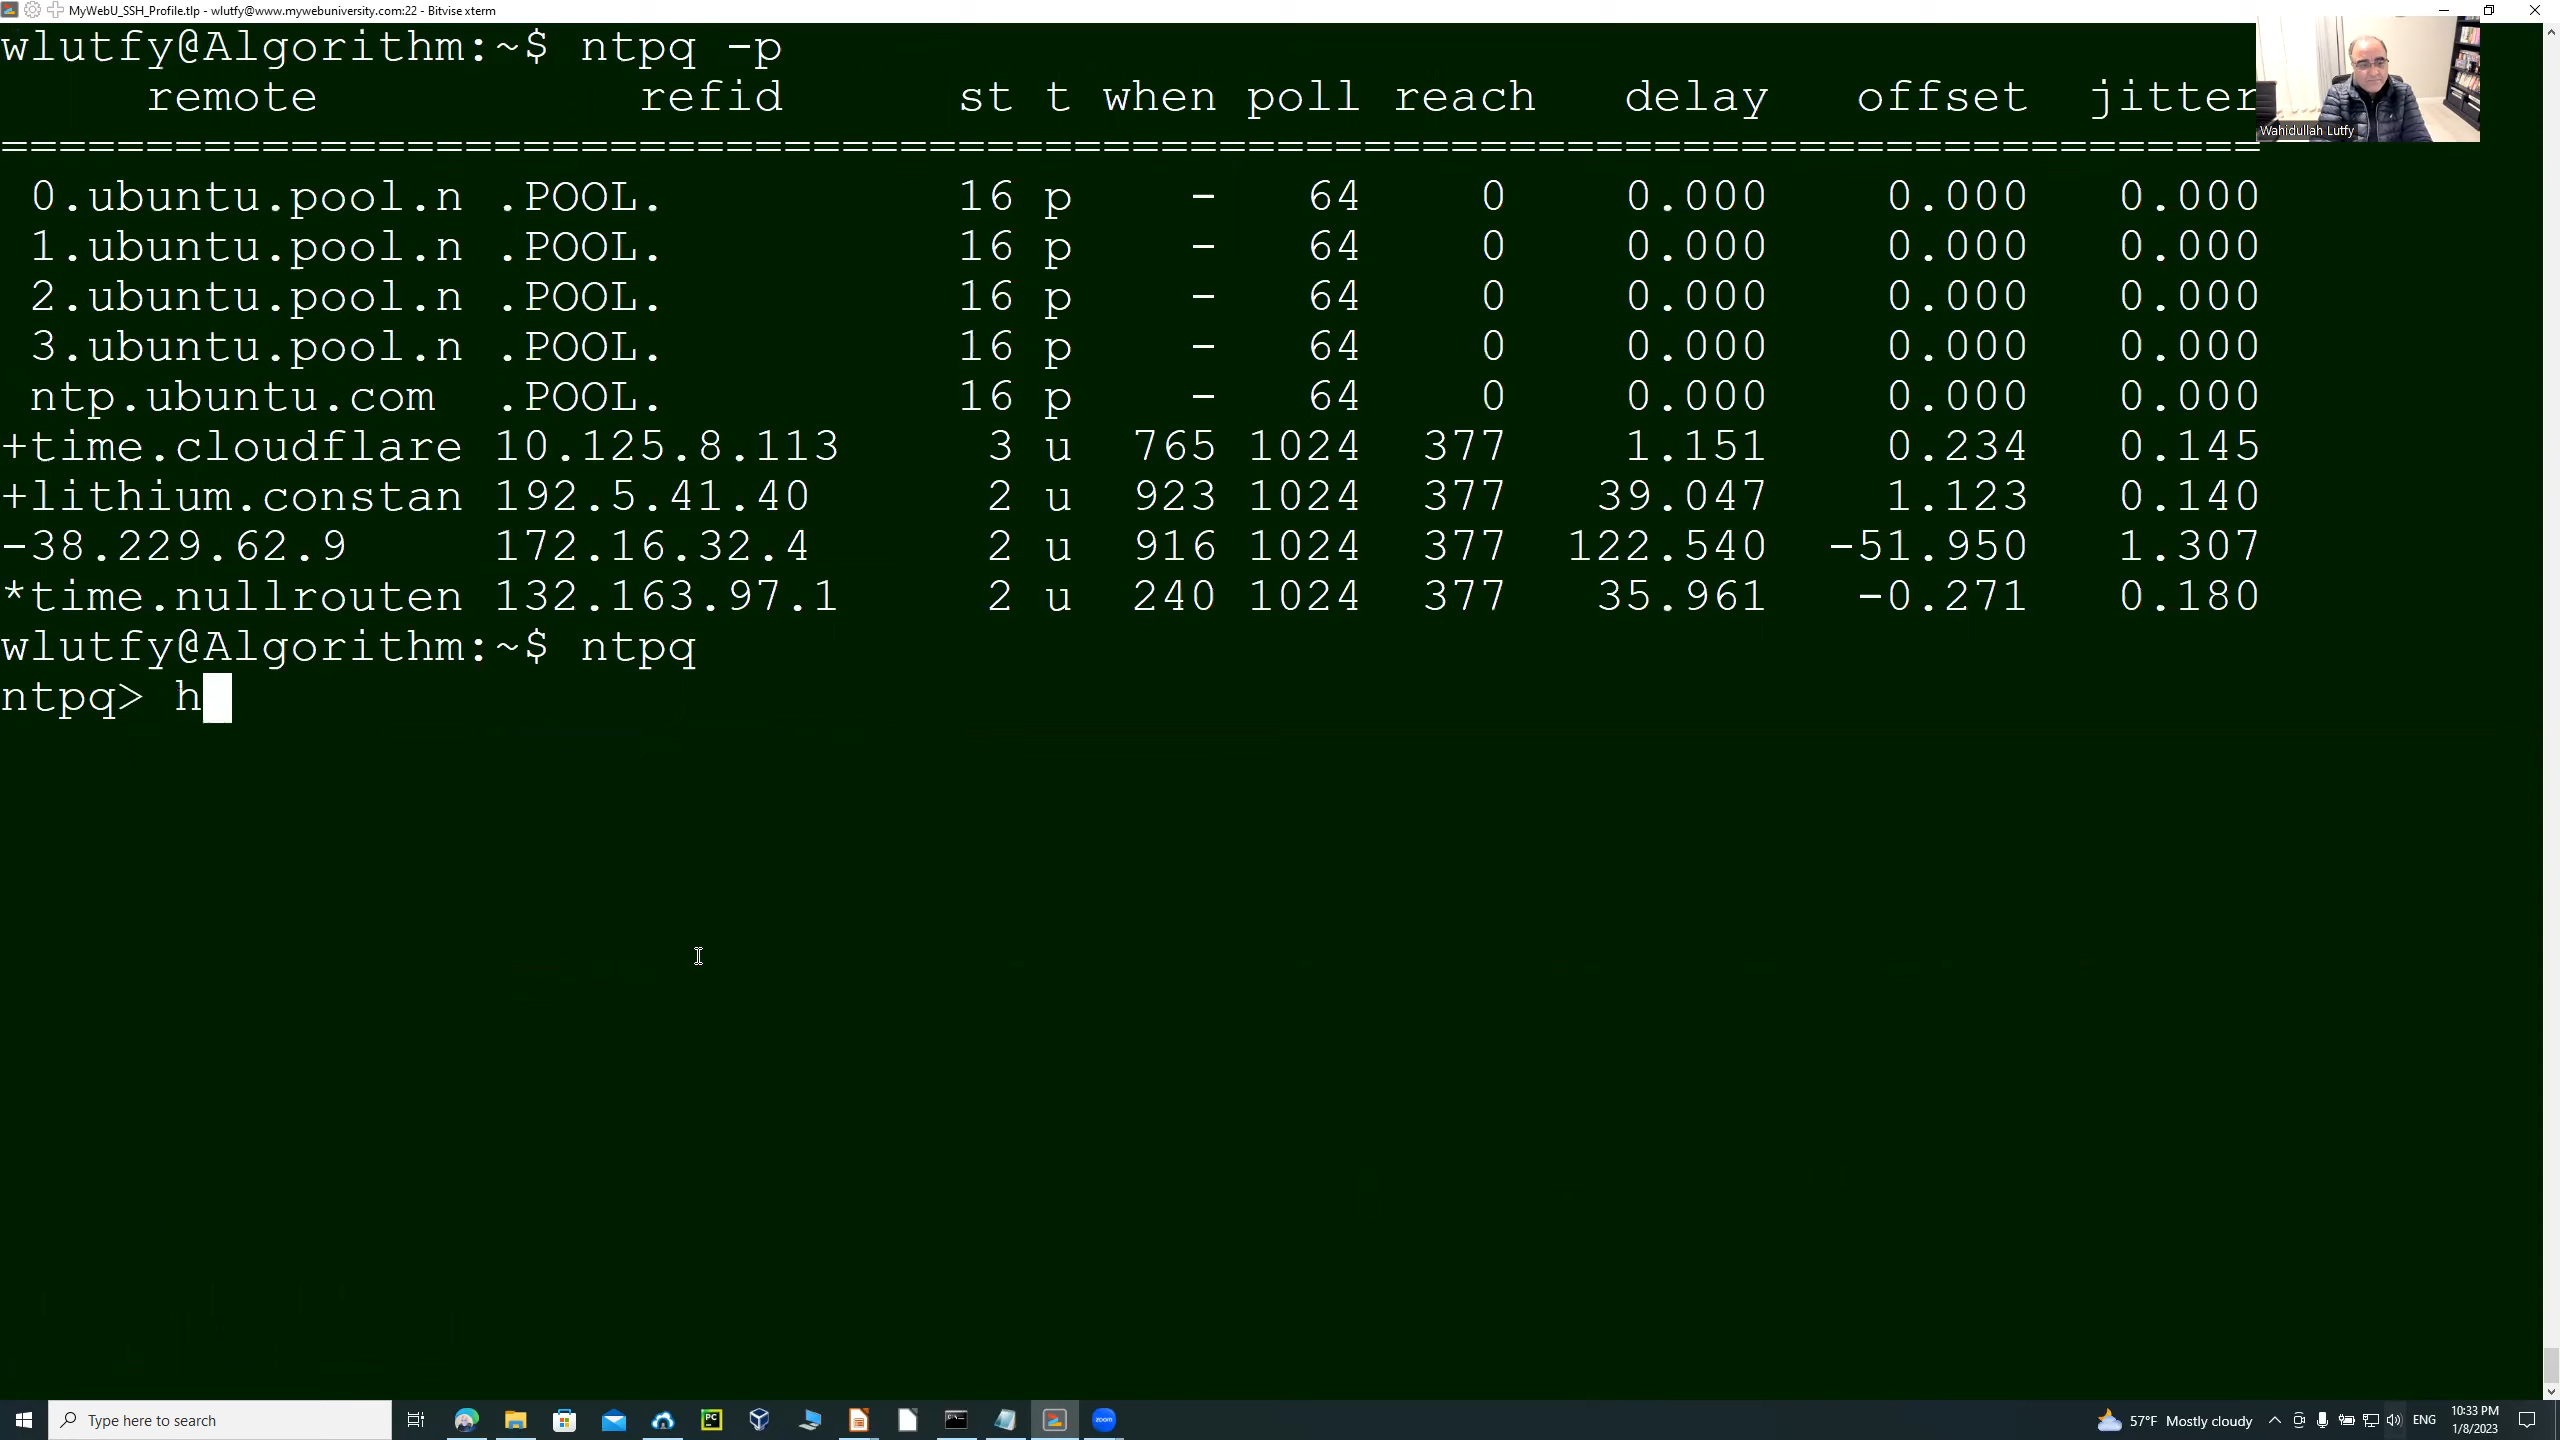 MyWebU_SSH_Profile.tlp - wlutfy@www.mywebuniversity.com:22 - Bitvise xterm
wlutfy@Algorithm:~$ ntpq -p
remote refid st t when poll reach delay offset jitter
Wahidullah Lutfy
==============================================================================
0.ubuntu.pool.n .POOL. 16 p - 64 0 0.000 0.000 0.000
1.ubuntu.pool.n .POOL. 16 p - 64 0 0.000 0.000 0.000
2.ubuntu.pool.n .POOL. 16 p - 64 0 0.000 0.000 0.000
3.ubuntu.pool.n .POOL. 16 p - 64 0 0.000 0.000 0.000
ntp.ubuntu.com .POOL. 16 p - 64 0 0.000 0.000 0.000
+time.cloudflare 10.125.8.113 3 u 765 1024 377 1.151 0.234 0.145
+lithium.constan 192.5.41.40 2 u 923 1024 377 39.047 1.123 0.140
-38.229.62.9 172.16.32.4 2 u 916 1024 377 122.540 -51.950 1.307
*time.nullrouten 132.163.97.1 2 u 240 1024 377 35.961 -0.271 0.180
wlutfy@Algorithm:~$ ntpq
ntpq> h
Type here to search
PC
zoom
57°F Mostly cloudy
ENG
10:33 PM
1/8/2023